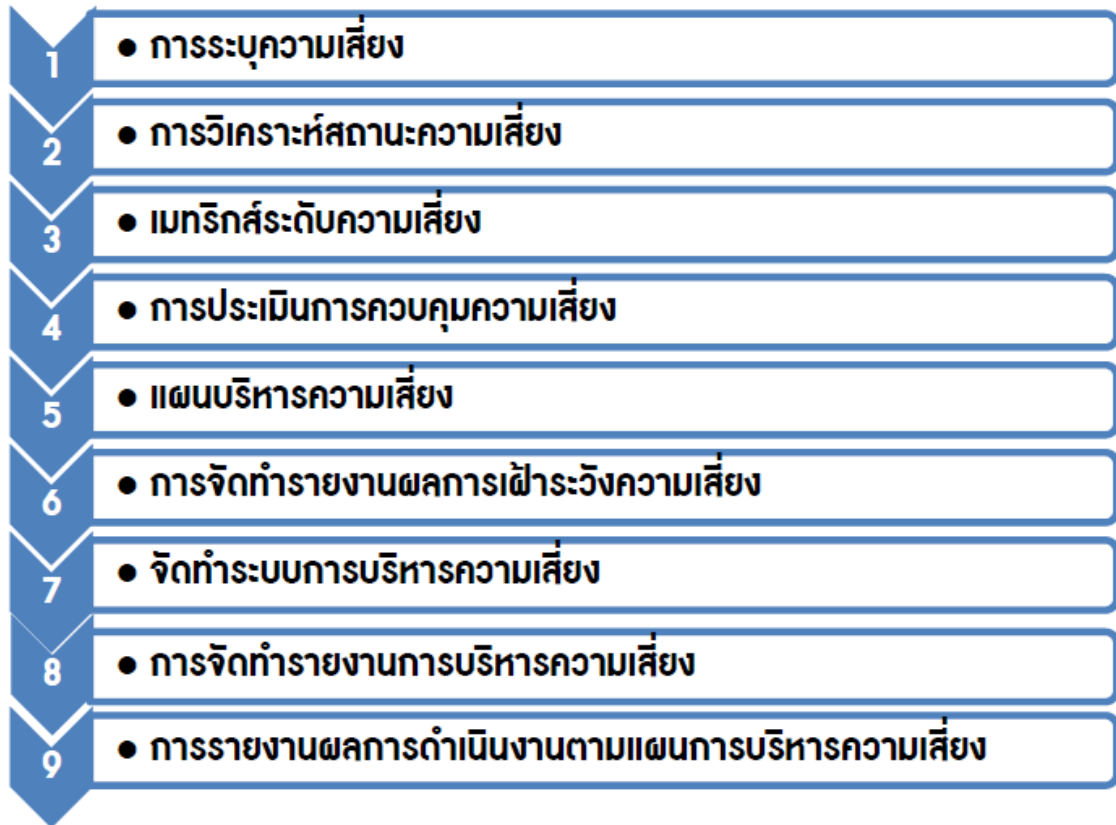 1 ● การระบุความเสี่ยง
2 ● การวิเคราะห์สถานะความเสี่ยง
3 ● เมทริกส์ระดับความเสี่ยง
4 ● การประเมินการควบคุมความเสี่ยง
5 ● แผนบริหารความเสี่ยง
6 ● การจัดทำรายงานผลการเฝ้าระวังความเสี่ยง
7 ● จัดทำระบบการบริหารความเสี่ยง
8 ● การจัดทำรายงานการบริหารความเสี่ยง
9 ● การรายงานผลการดำเนินงานตามแผนการบริหารความเสี่ยง